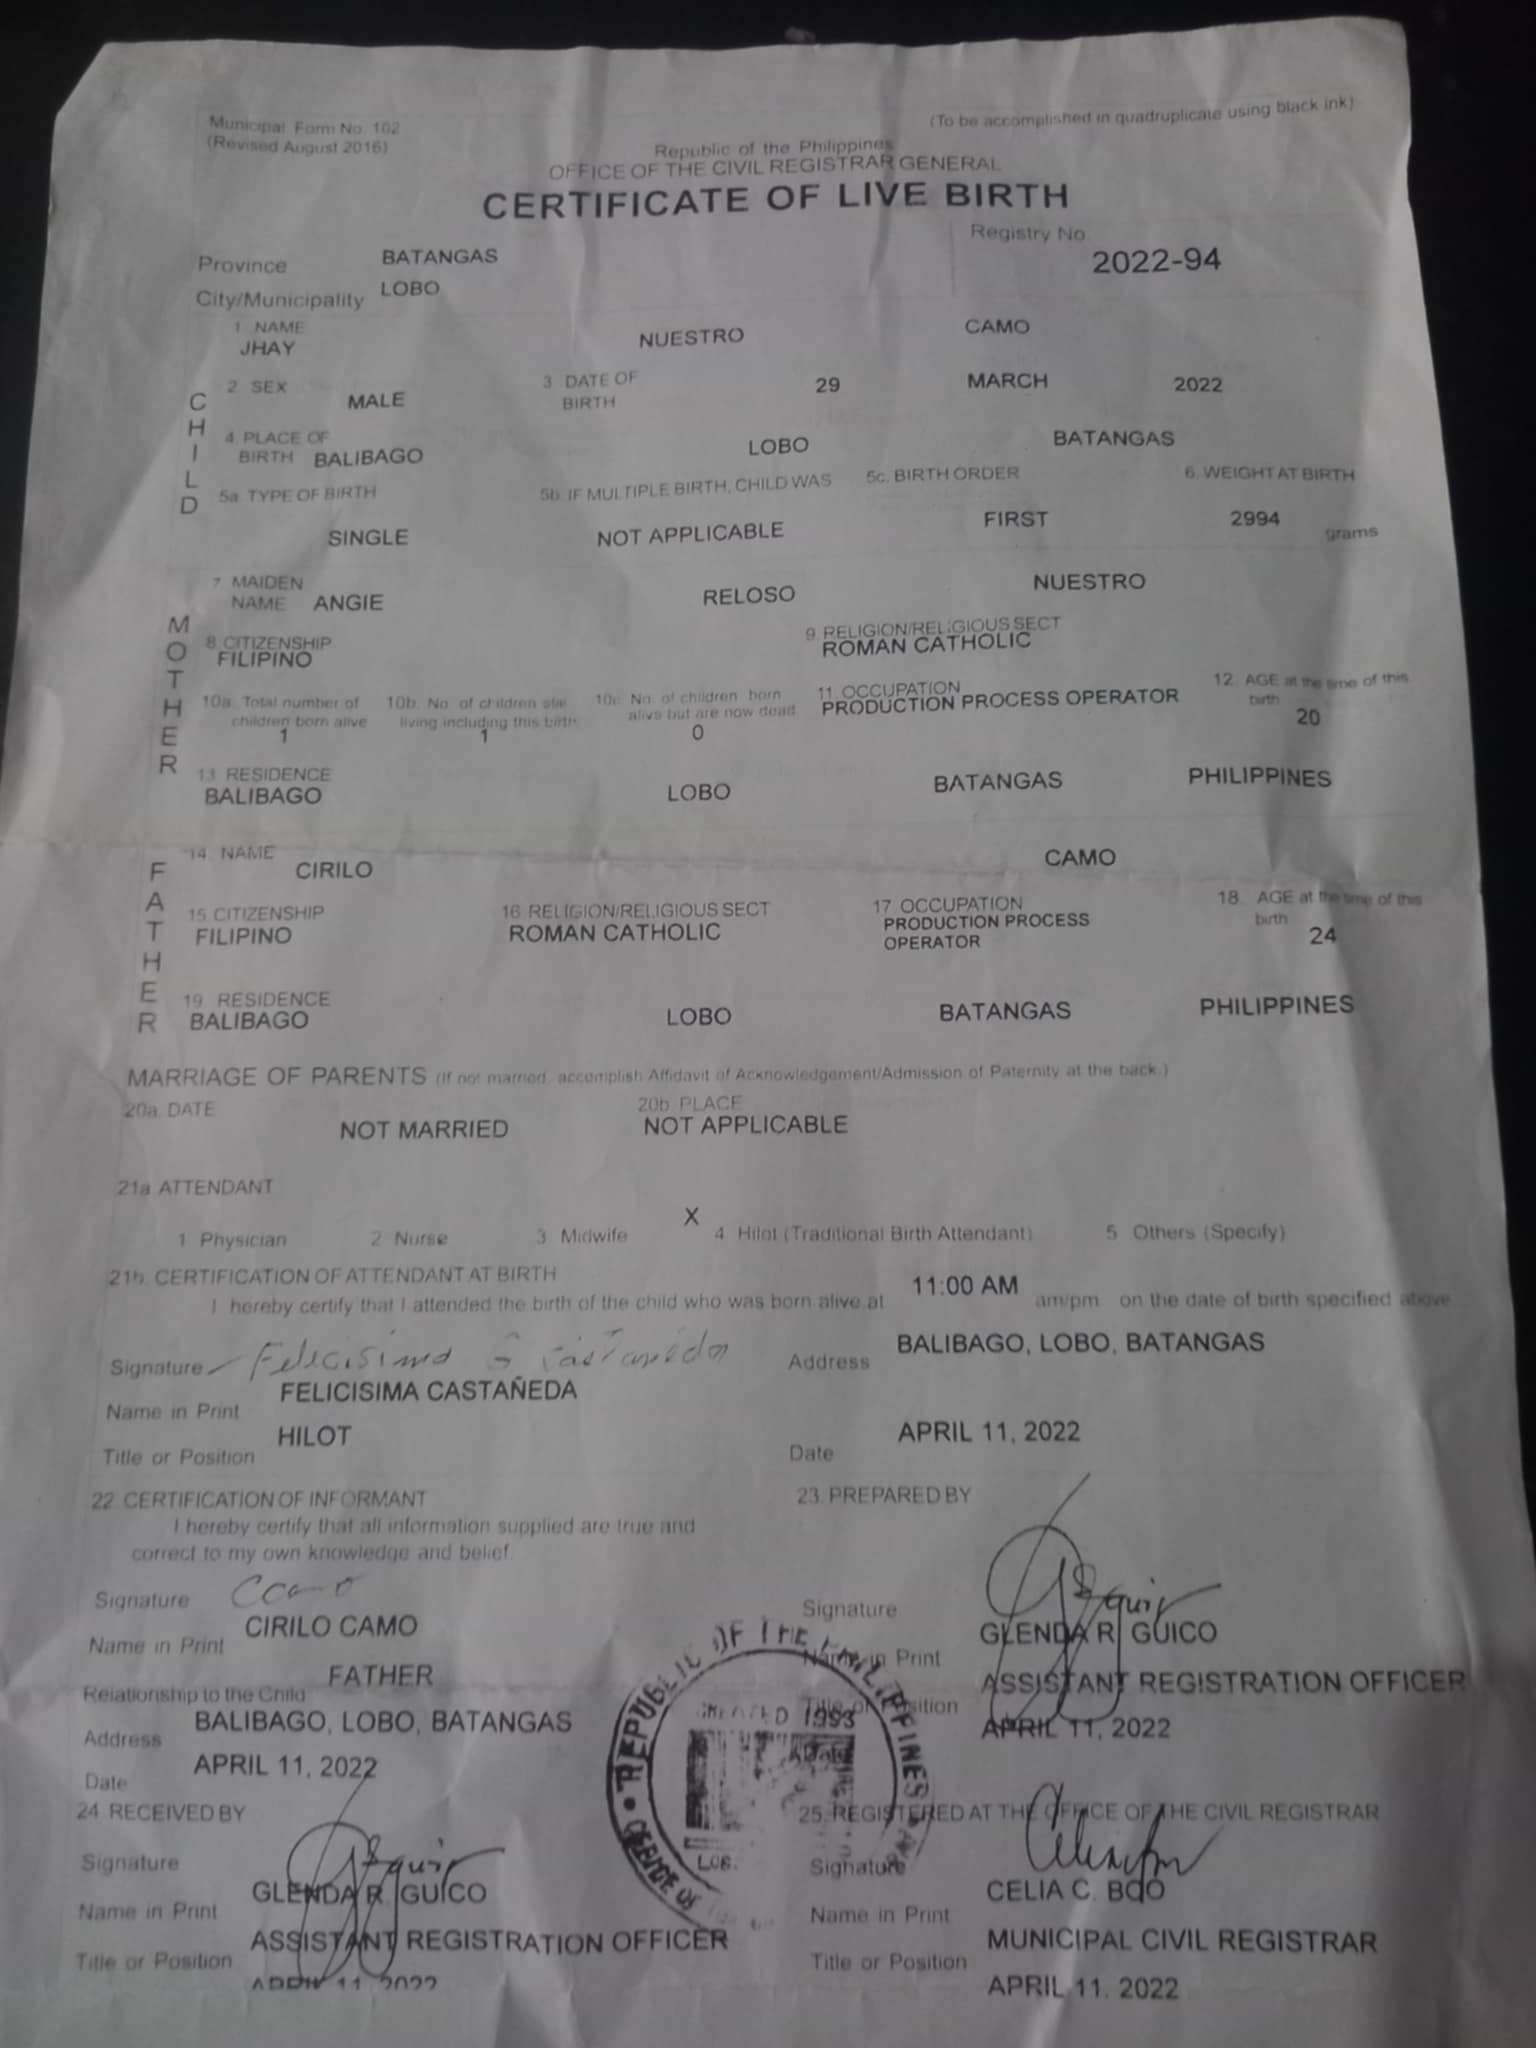 Municipal Form No. 102
(Revised August 2016)
(To be accomplished in quadruplicate using black ink)
Republic of the Philippines
OFFICE OF THE CIVIL REGISTRAR GENERAL
CERTIFICATE OF LIVE BIRTH
Province BATANGAS
Registry No. 2022-94
City/Municipality LOBO
CHILD
1. NAME
JHAY NUESTRO CAMO
2. SEX MALE 3. DATE OF BIRTH 29 MARCH 2022
4. PLACE OF BIRTH BALIBAGO LOBO BATANGAS
5a. TYPE OF BIRTH 5b. IF MULTIPLE BIRTH, CHILD WAS 5c. BIRTH ORDER 6. WEIGHT AT BIRTH
SINGLE NOT APPLICABLE FIRST 2994 grams
MOTHER
7. MAIDEN NAME ANGIE RELOSO NUESTRO
8. CITIZENSHIP 9. RELIGION/RELIGIOUS SECT
FILIPINO ROMAN CATHOLIC
10a. Total number of children born alive 10b. No. of children still living including this birth 10c. No. of children born alive but are now dead 11. OCCUPATION 12. AGE at the time of this birth
1 1 0 PRODUCTION PROCESS OPERATOR 20
13. RESIDENCE
BALIBAGO LOBO BATANGAS PHILIPPINES
FATHER
14. NAME CIRILO CAMO
15. CITIZENSHIP 16. RELIGION/RELIGIOUS SECT 17. OCCUPATION 18. AGE at the time of this birth
FILIPINO ROMAN CATHOLIC PRODUCTION PROCESS OPERATOR 24
19. RESIDENCE
BALIBAGO LOBO BATANGAS PHILIPPINES
MARRIAGE OF PARENTS (If not married, accomplish Affidavit of Acknowledgement/Admission of Paternity at the back.)
20a. DATE 20b. PLACE
NOT MARRIED NOT APPLICABLE
21a. ATTENDANT
1 Physician 2 Nurse 3 Midwife X 4 Hilot (Traditional Birth Attendant) 5 Others (Specify)
21b. CERTIFICATION OF ATTENDANT AT BIRTH
I hereby certify that I attended the birth of the child who was born alive at 11:00 AM am/pm on the date of birth specified above
Signature Address BALIBAGO, LOBO, BATANGAS
Name in Print FELICISIMA CASTAÑEDA
Title or Position HILOT Date APRIL 11, 2022
22. CERTIFICATION OF INFORMANT
I hereby certify that all information supplied are true and
correct to my own knowledge and belief.
Signature Camo
Name in Print CIRILO CAMO
Relationship to the Child FATHER
Address BALIBAGO, LOBO, BATANGAS
Date APRIL 11, 2022
23. PREPARED BY
Signature
Name in Print GLENDA R. GUICO
Title or Position ASSISTANT REGISTRATION OFFICER
Date APRIL 11, 2022
REPUBLIC OF THE PHILIPPINES
1993
24. RECEIVED BY
Signature
Name in Print GLENDA R. GUICO
Title or Position ASSISTANT REGISTRATION OFFICER
APRIL 11, 2022
25. REGISTERED AT THE OFFICE OF THE CIVIL REGISTRAR
Signature
Name in Print CELIA C. BOO
Title or Position MUNICIPAL CIVIL REGISTRAR
APRIL 11, 2022